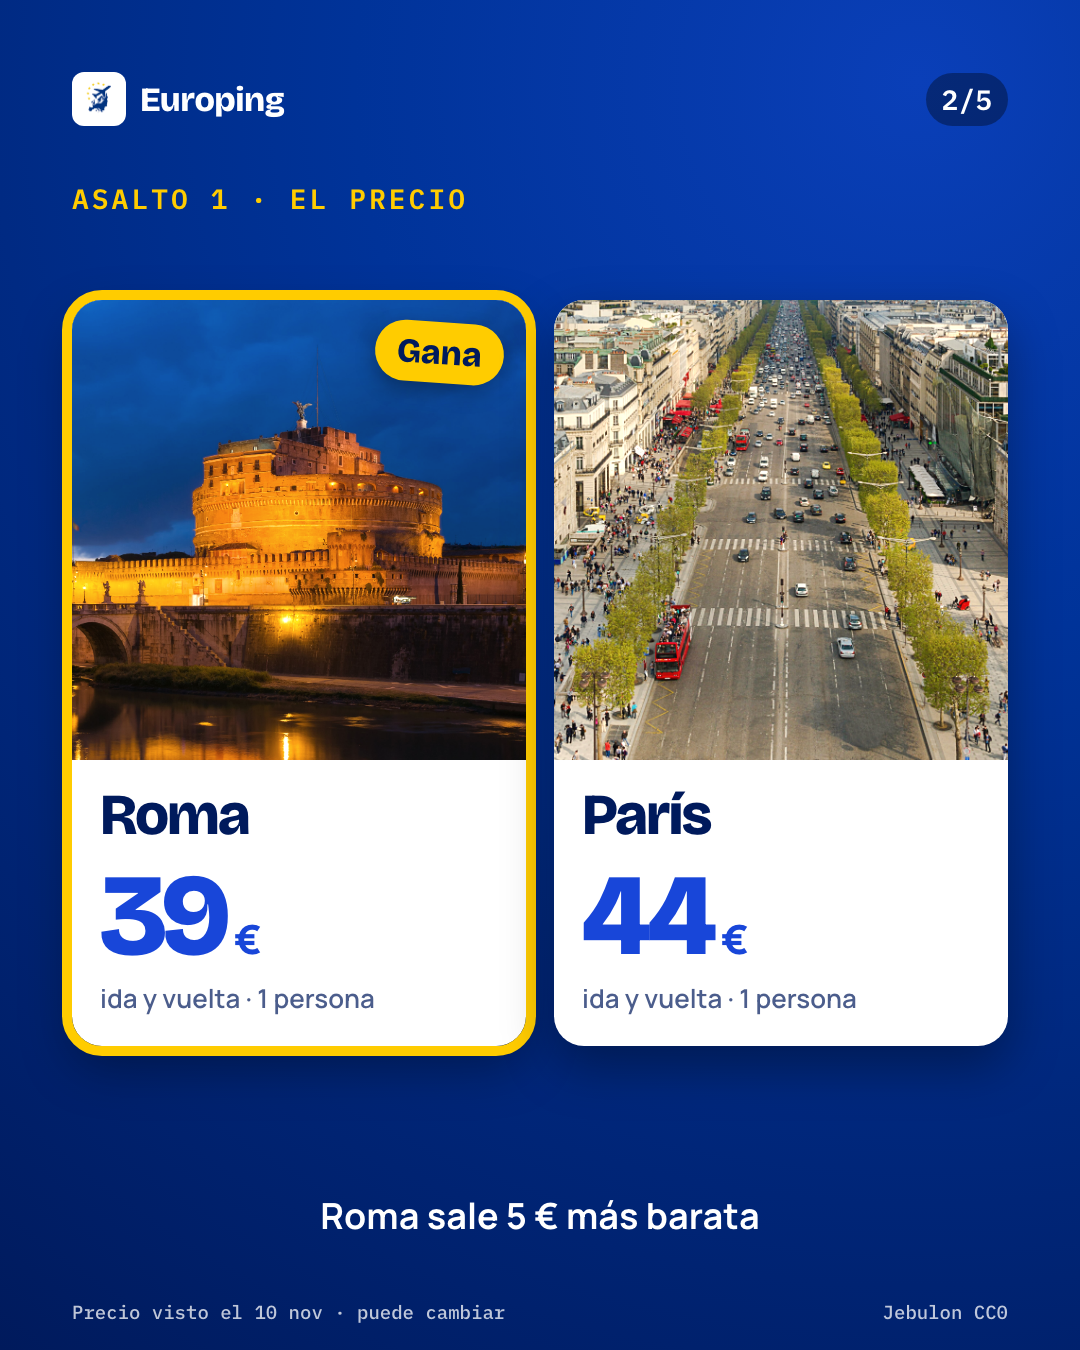 Europing
2/5
ASALTO 1 · EL PRECIO
Gana
Roma
39 €
ida y vuelta · 1 persona
París
44 €
ida y vuelta · 1 persona
Roma sale 5 € más barata
Precio visto el 10 nov · puede cambiar
Jebulon CC0